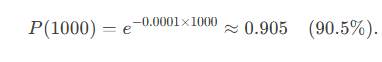 P(1000) = e^{-0.0001×1000} ≈ 0.905 (90.5%).